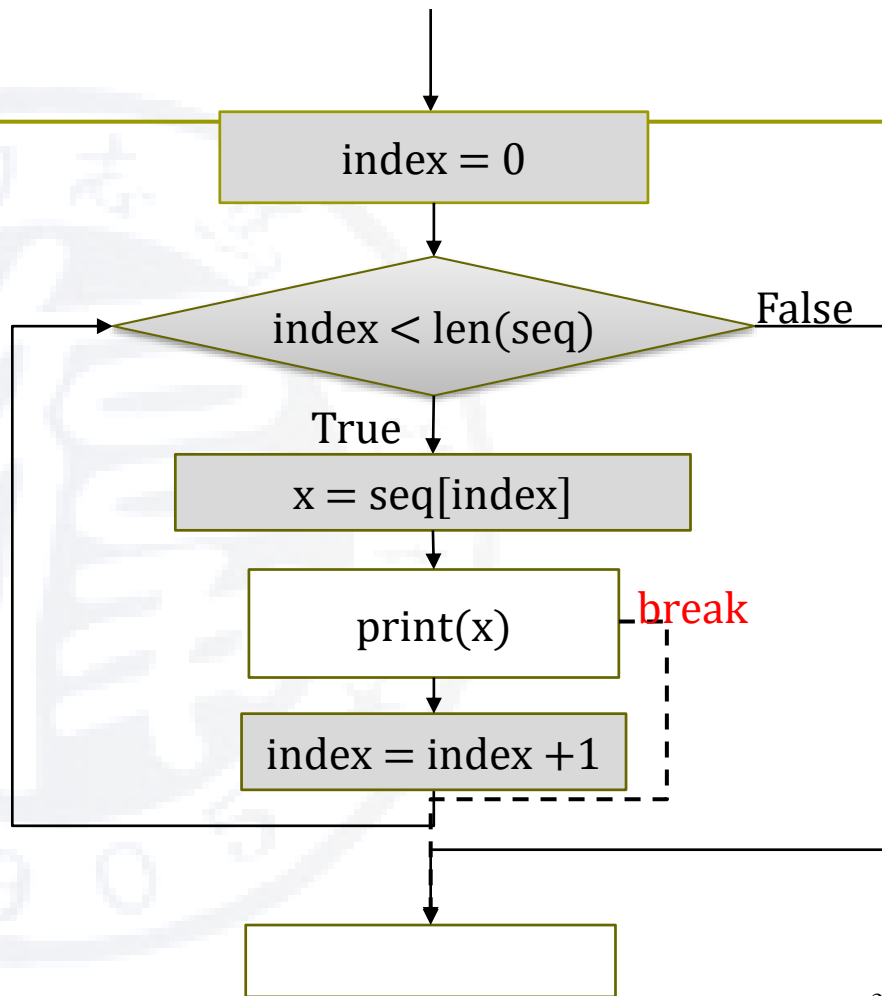 index = 0
index < len(seq)
False
True
x = seq[index]
print(x)
break
index = index +1